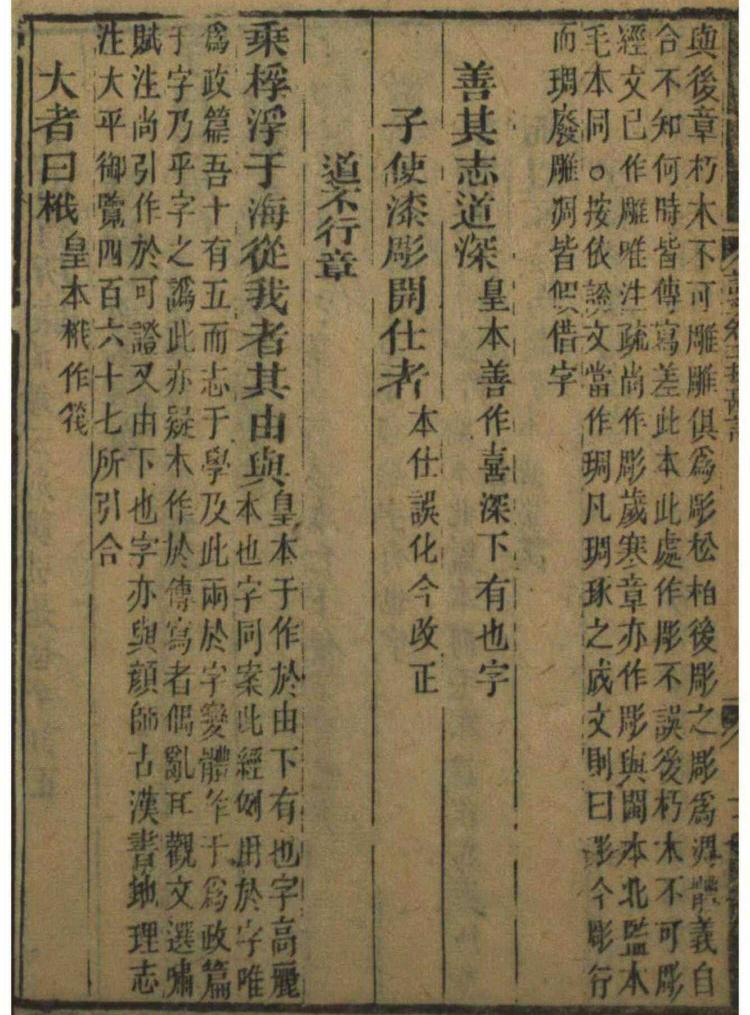 與後章朽木不可雕雕俱爲彫松柏後彫之彫爲凋體義自
合不知何時皆傳寫差此本此處作彫不誤後朽木不可彫
經文已作雕唯注疏尚作彫歲寒章亦作彫與閩本北監本
毛本同○按依說文當作琱凡琱琢之成文則曰彫今彫行
而琱廢雕凋皆假借字
善其志道深 皇本善作喜深下有也字
子使漆彫開仕者 本仕誤化今改正
道不行章
乘桴浮于海從我者其由與 皇本于作於由下有也字高麗
本也字同案此經例用於字唯
爲政篇吾十有五而志于學及此兩於字變體作于爲政篇
于字乃乎字之譌此亦疑本作於傳寫者偶亂耳觀文選嘯
賦注尚引作於可證又由下也字亦與顏師古漢書地理志
注大平御覽四百六十七所引合
大者曰栰 皇本栰作筏